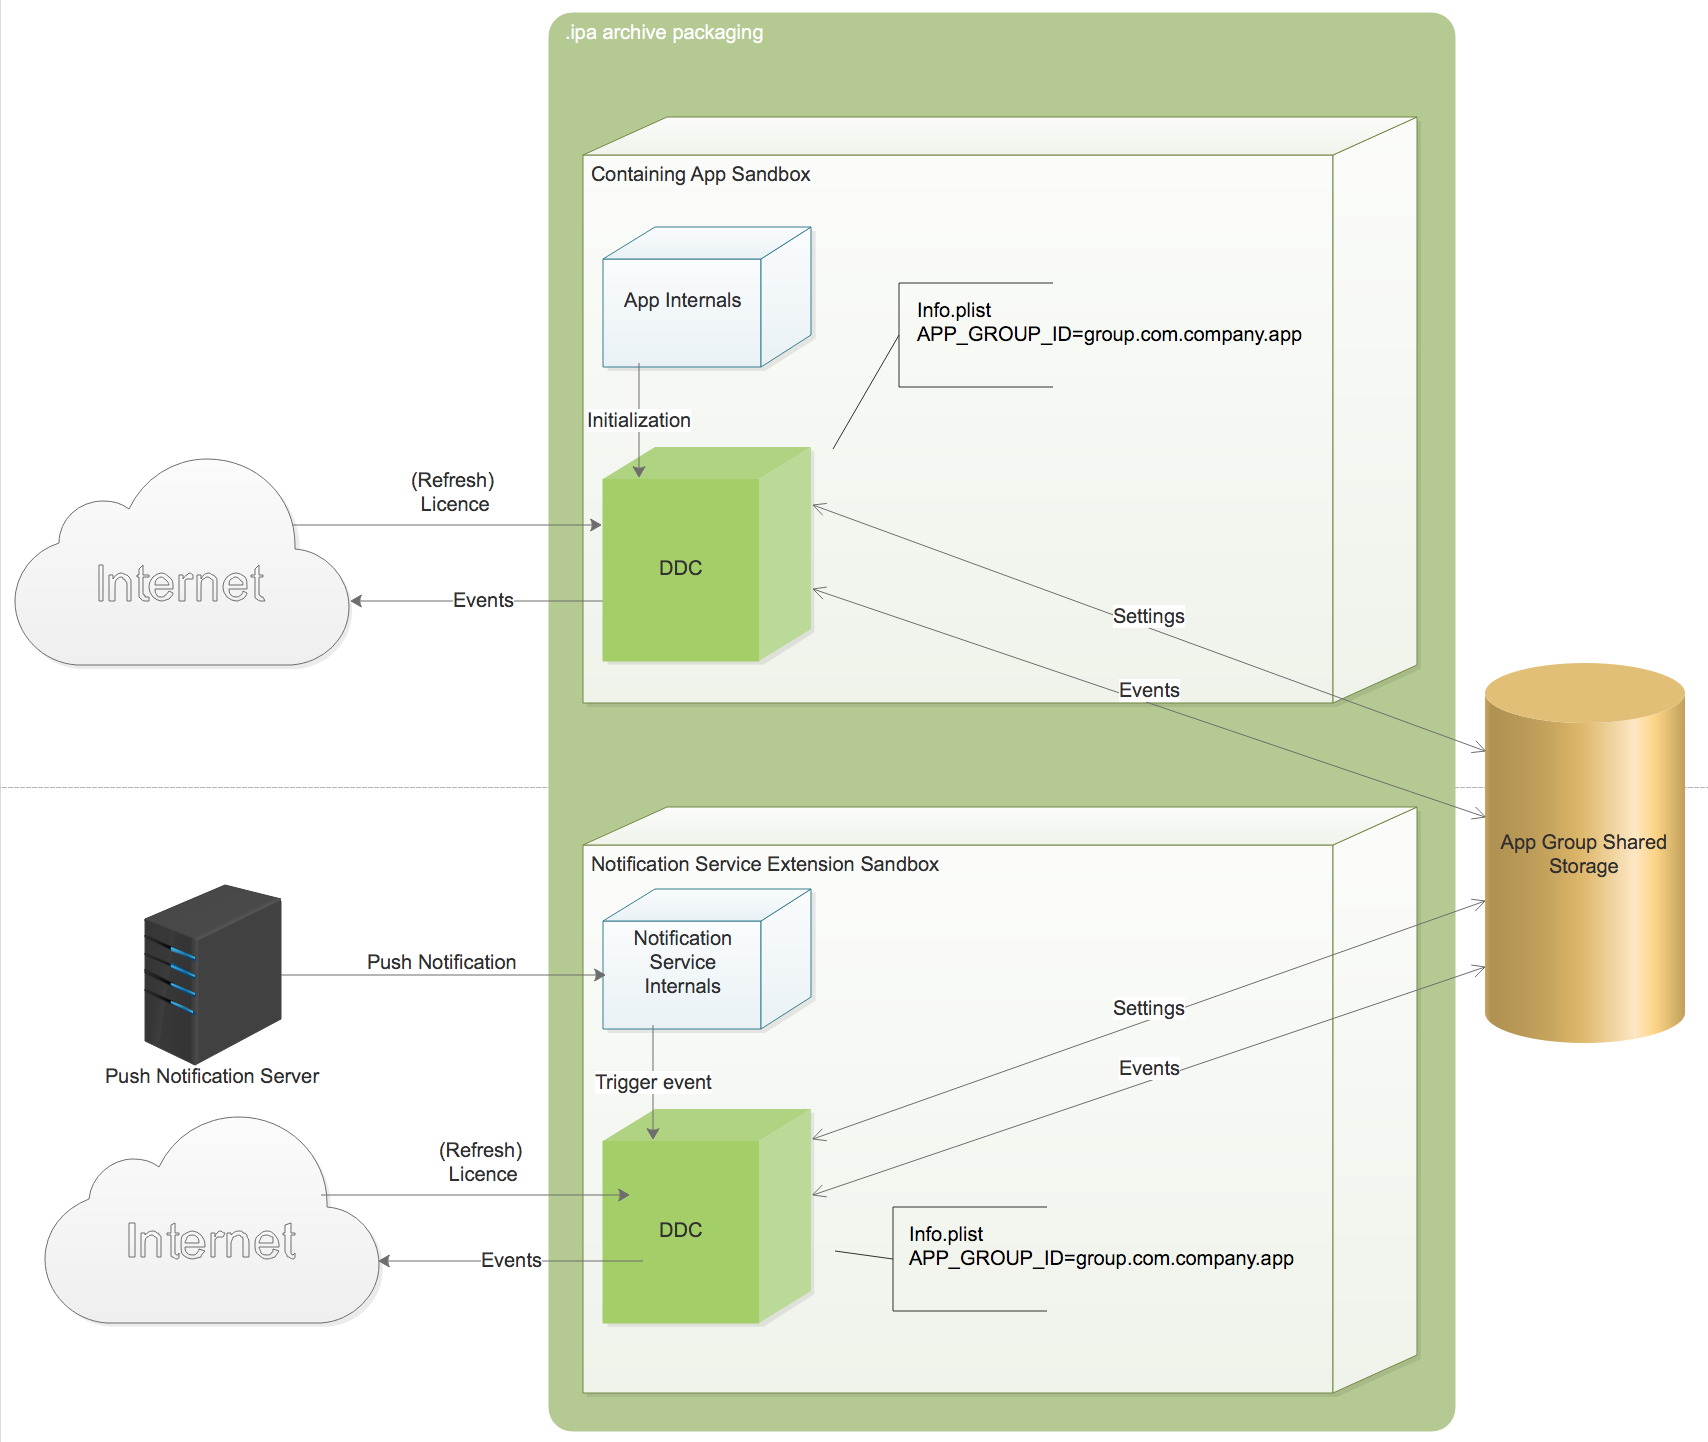 .ipa archive packaging
Containing App Sandbox
App Internals
Info.plist
APP_GROUP_ID=group.com.company.app
Initialization
(Refresh)
Licence
Internet
DDC
Events
Settings
Events
App Group Shared
Storage
Notification Service Extension Sandbox
Notification
Service
Internals
Push Notification
Push Notification Server
Settings
Events
Trigger event
(Refresh)
Licence
Internet
DDC
Events
Info.plist
APP_GROUP_ID=group.com.company.app